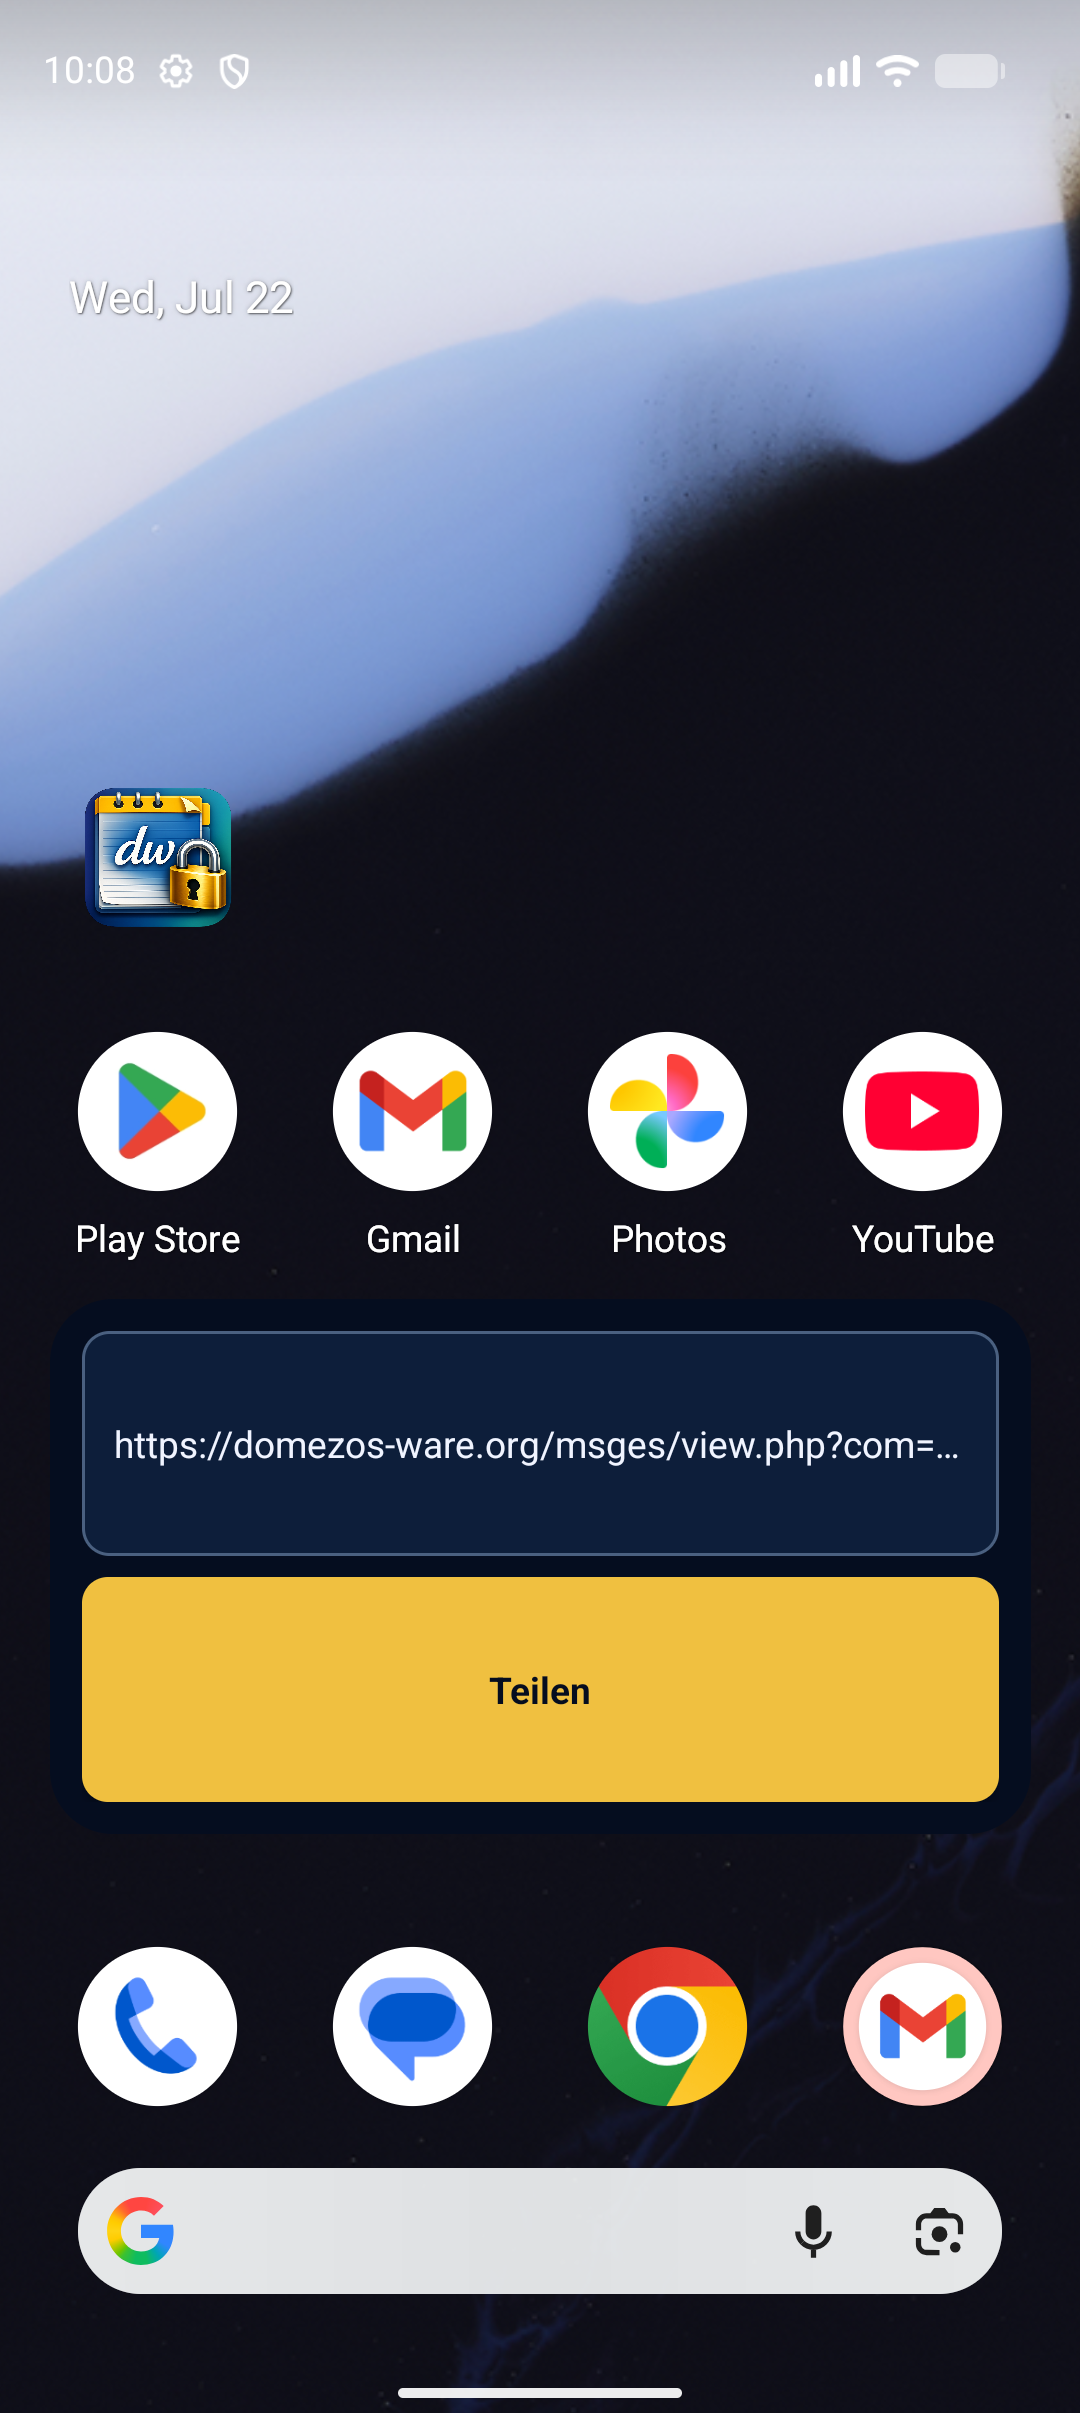 10:08
Wed, Jul 22
dw
Play Store
Gmail
Photos
YouTube
https://domezos-ware.org/msges/view.php?com=...
Teilen